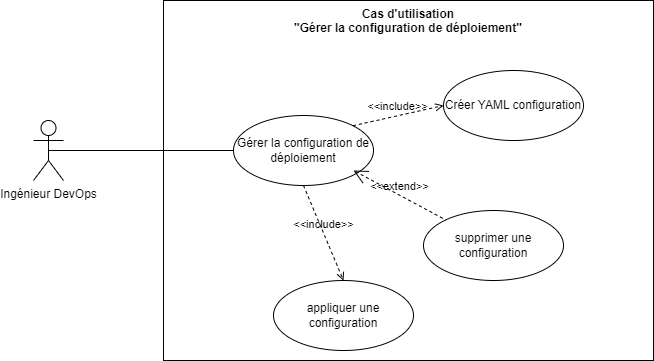 Cas d'utilisation
"Gérer la configuration de déploiement"
<<include>>
Créer YAML configuration
Gérer la configuration de
déploiement
<<extend>>
Ingénieur DevOps
<<include>>
supprimer une
configuration
appliquer une
configuration